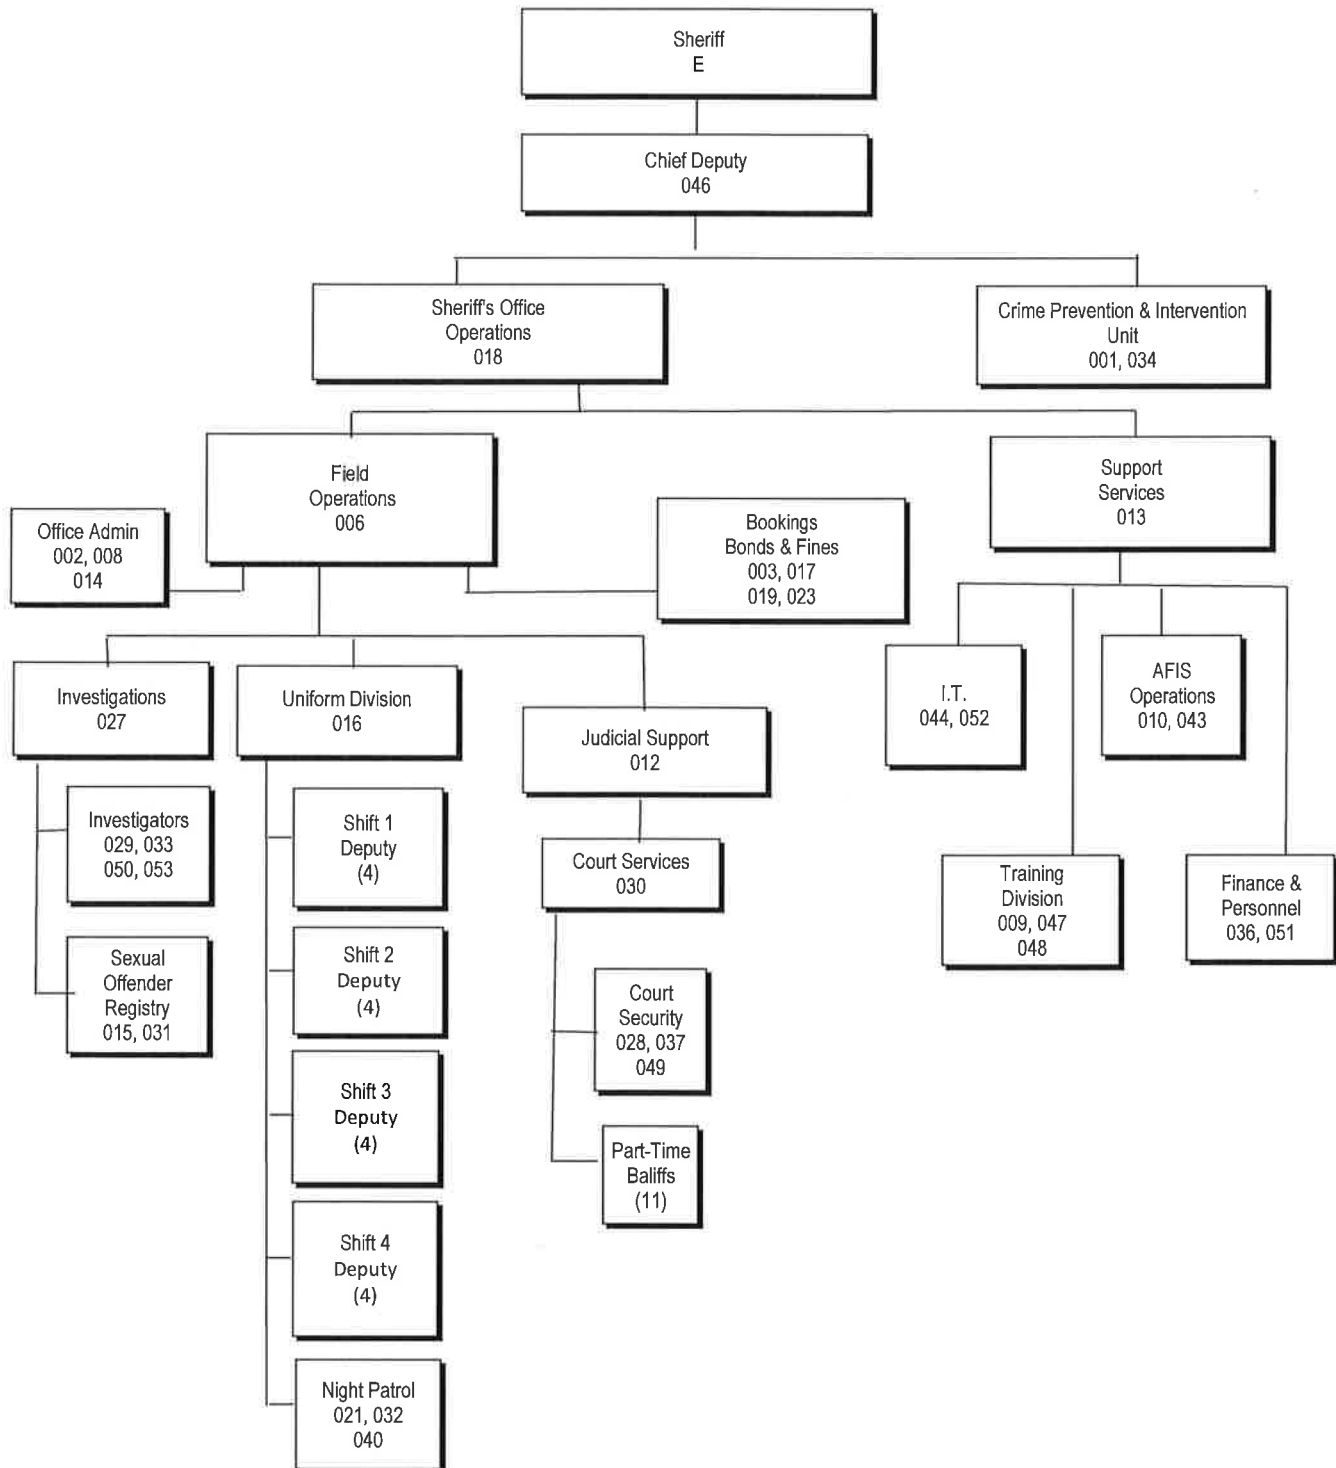 Sheriff
E
Chief Deputy
046
Sheriff's Office
Operations
018
Crime Prevention & Intervention
Unit
001, 034
Field
Operations
006
Support
Services
013
Office Admin
002, 008
014
Bookings
Bonds & Fines
003, 017
019, 023
Investigations
027
Uniform Division
016
Judicial Support
012
I.T.
044, 052
AFIS
Operations
010, 043
Investigators
029, 033
050, 053
Shift 1
Deputy
(4)
Court Services
030
Training
Division
009, 047
048
Finance &
Personnel
036, 051
Sexual
Offender
Registry
015, 031
Shift 2
Deputy
(4)
Court
Security
028, 037
049
Shift 3
Deputy
(4)
Part-Time
Baliffs
(11)
Shift 4
Deputy
(4)
Night Patrol
021, 032
040